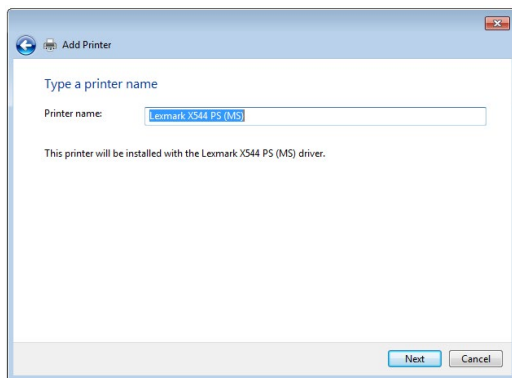 Add Printer
Type a printer name
Printer name: Lexmark X544 PS (MS)
This printer will be installed with the Lexmark X544 PS (MS) driver.
Next Cancel